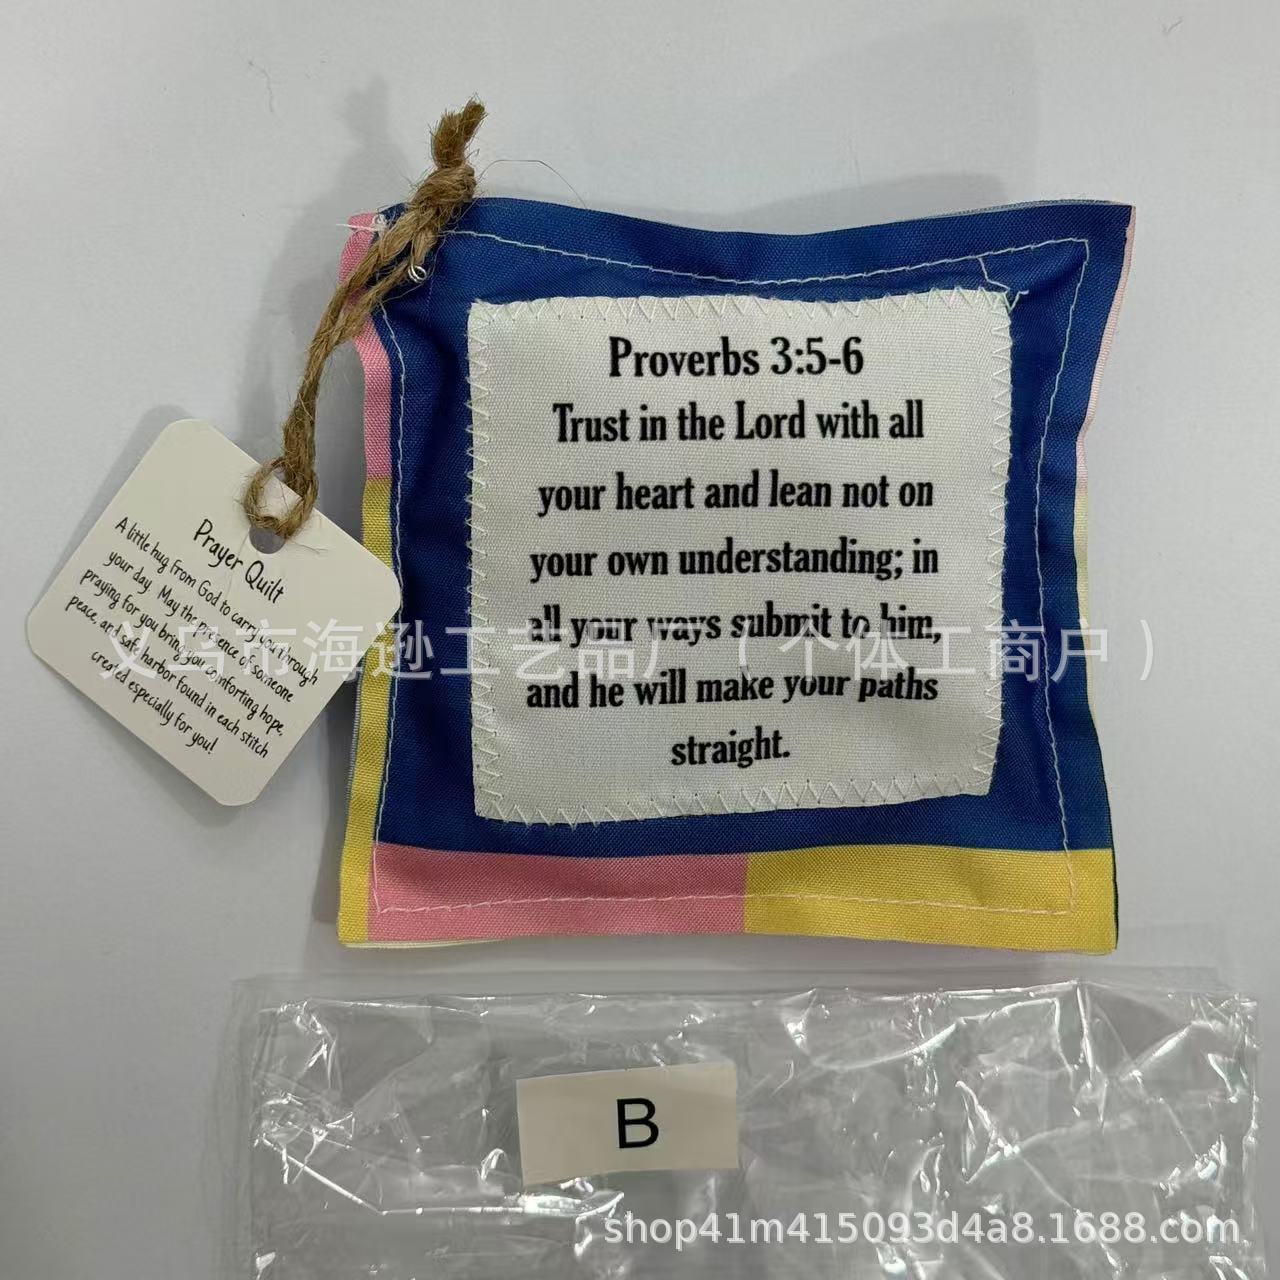 Proverbs 3:5-6
Trust in the Lord with all
your heart and lean not on
your own understanding; in
all your ways submit to him,
and he will make your paths
straight.
Prayer Quilt
A little hug from God to carry you through
your day. May the presence of someone
praying for you bring you comforting hope,
peace, and safe harbor found in each stitch
created especially for you!
义乌市海逊工艺品厂(个体工商户)
B
shop41m415093d4a8.1688.com